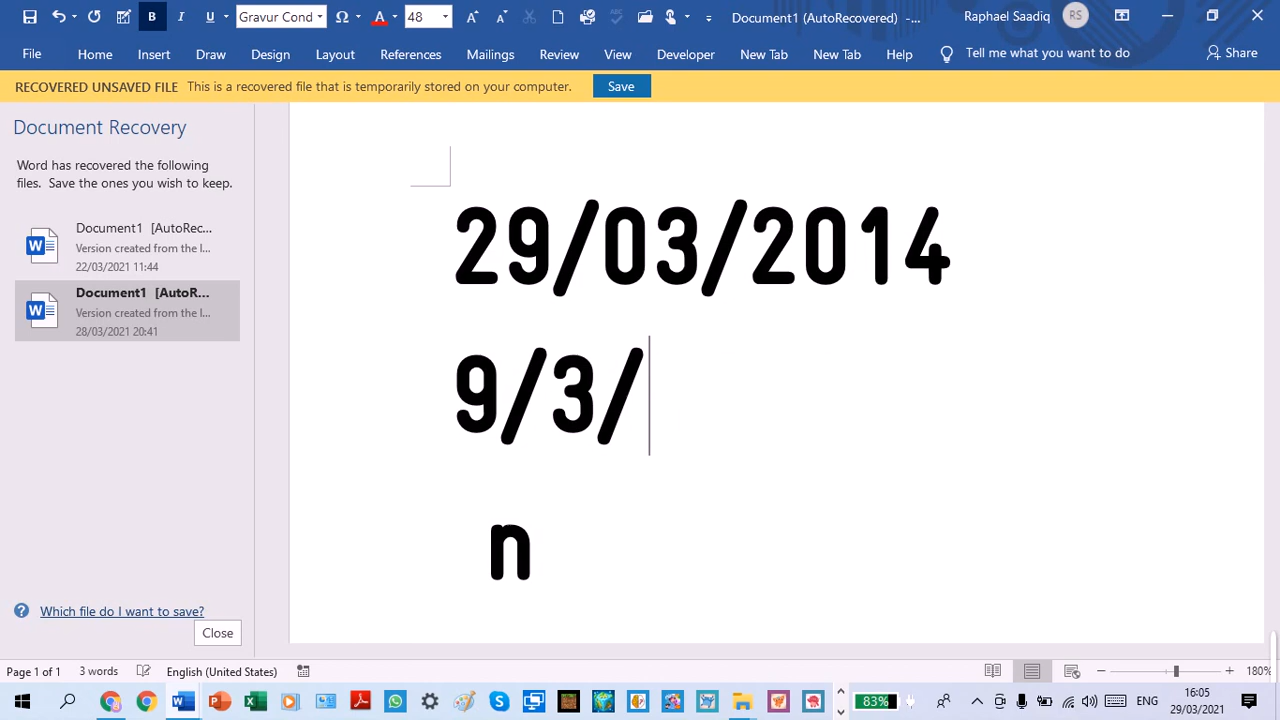 Gravur Cond
48
Document1 (AutoRecovered) -...
Raphael Saadiq
RS
File
Home
Insert
Draw
Design
Layout
References
Mailings
Review
View
Developer
New Tab
New Tab
Help
Tell me what you want to do
Share
RECOVERED UNSAVED FILE This is a recovered file that is temporarily stored on your computer.
Save
Document Recovery
Word has recovered the following
files. Save the ones you wish to keep.
Document1 [AutoRec...
Version created from the l...
22/03/2021 11:44
Document1 [AutoR...
Version created from the l...
28/03/2021 20:41
Which file do I want to save?
Close
29/03/2014
9/3/
n
Page 1 of 1
3 words
English (United States)
180%
83%
ENG
16:05
29/03/2021